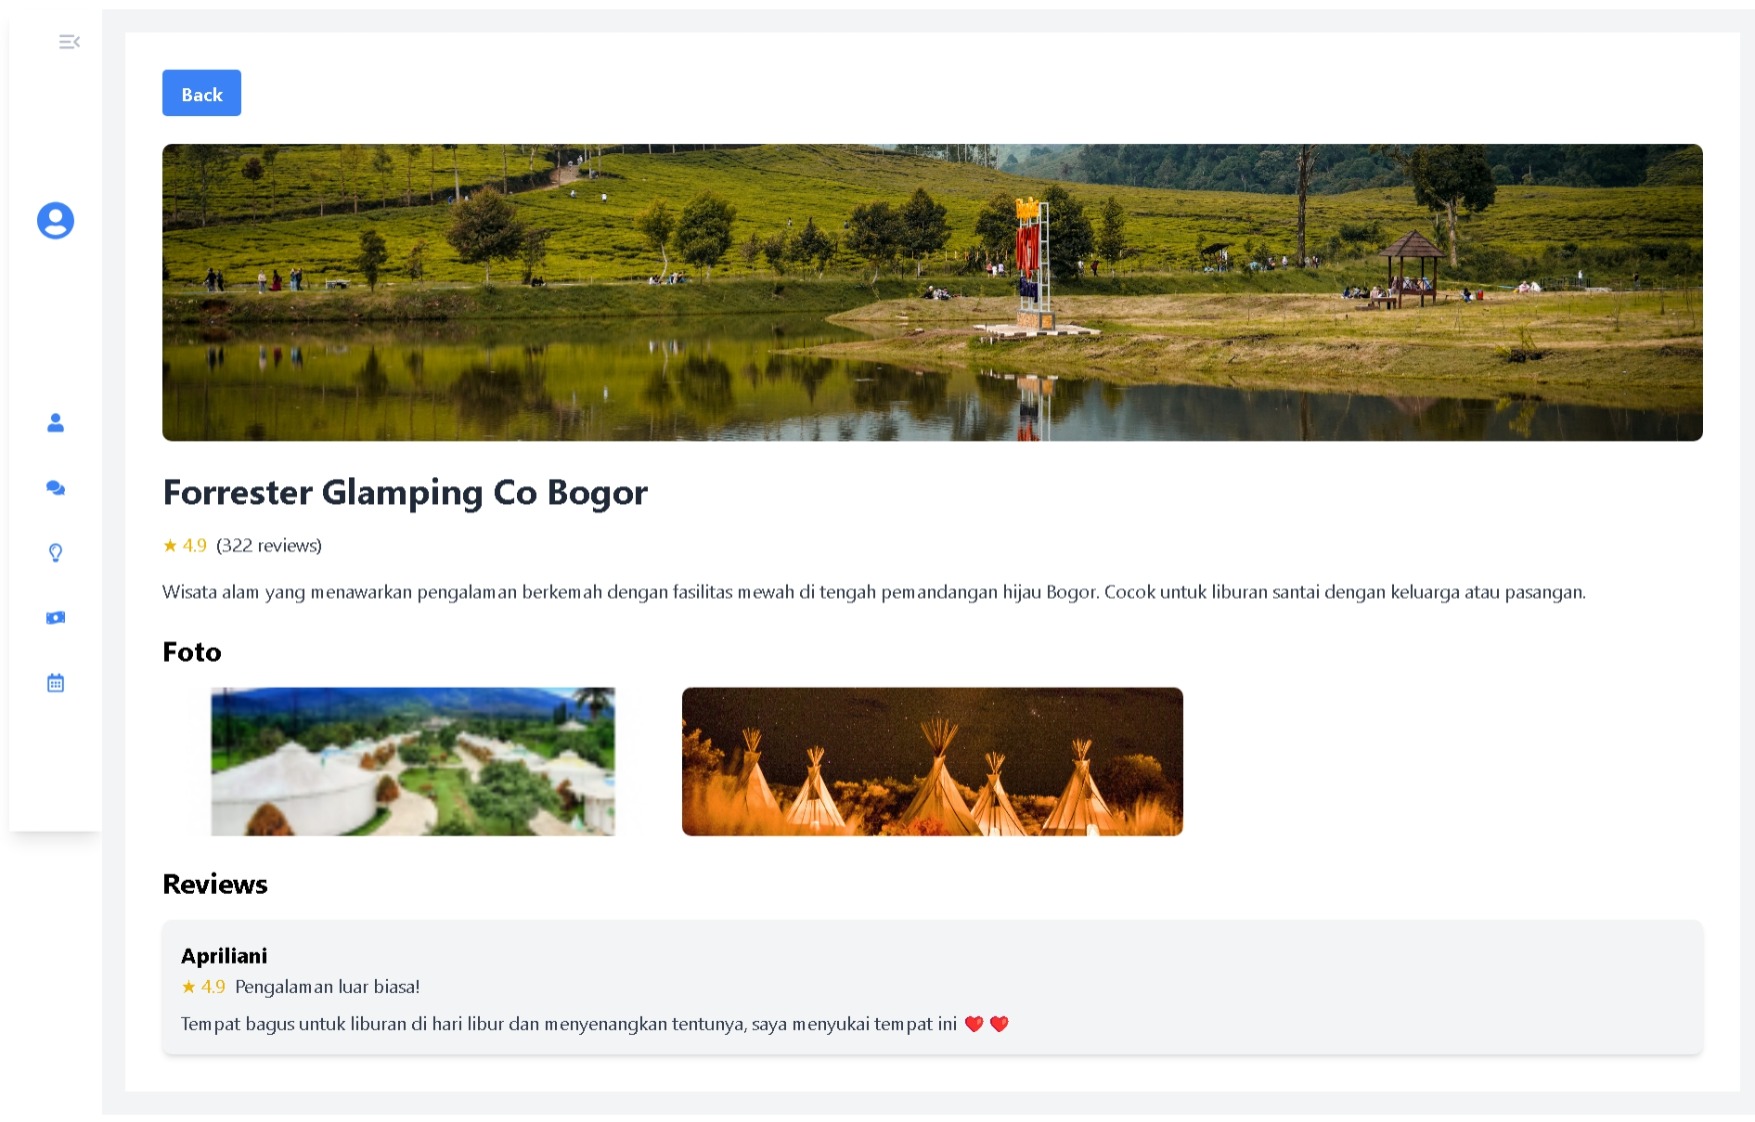 Back
Forrester Glamping Co Bogor
★ 4.9 (322 reviews)
Wisata alam yang menawarkan pengalaman berkemah dengan fasilitas mewah di tengah pemandangan hijau Bogor. Cocok untuk liburan santai dengan keluarga atau pasangan.
Foto
Reviews
Apriliani
★ 4.9 Pengalaman luar biasa!
Tempat bagus untuk liburan di hari libur dan menyenangkan tentunya, saya menyukai tempat ini ❤️ ❤️